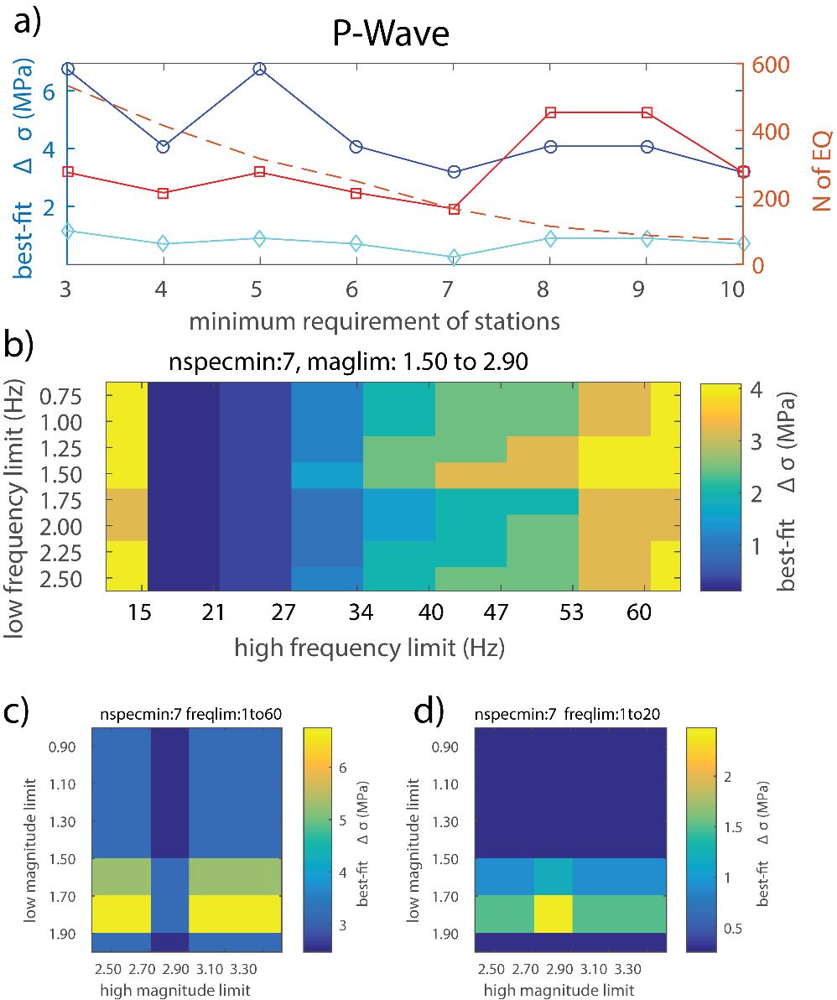 a)
P-Wave
best-fit Δ σ (MPa)
6
4
2
600
400
200
0
N of EQ
3 4 5 6 7 8 9 10
minimum requirement of stations
b)
nspecmin:7, maglim: 1.50 to 2.90
low frequency limit (Hz)
0.75
1.00
1.25
1.50
1.75
2.00
2.25
2.50
15 21 27 34 40 47 53 60
high frequency limit (Hz)
4
3
2
1
best-fit Δ σ (MPa)
c)
nspecmin:7 freqlim:1to60
low magnitude limit
0.90
1.10
1.30
1.50
1.70
1.90
2.50 2.70 2.90 3.10 3.30
high magnitude limit
6
5
4
3
best-fit Δ σ (MPa)
d)
nspecmin:7 freqlim:1to20
low magnitude limit
0.90
1.10
1.30
1.50
1.70
1.90
2.50 2.70 2.90 3.10 3.30
high magnitude limit
2
1.5
1
0.5
best-fit Δ σ (MPa)